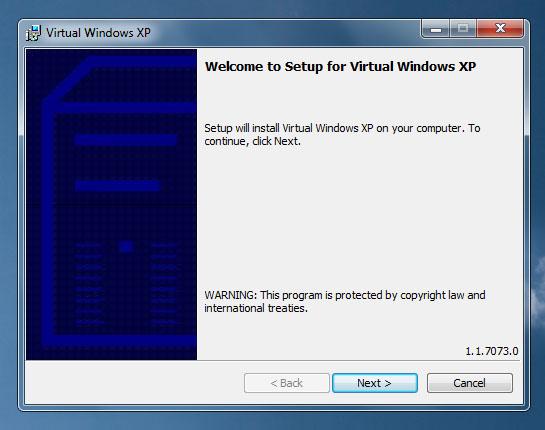 Virtual Windows XP
Welcome to Setup for Virtual Windows XP
Setup will install Virtual Windows XP on your computer. To
continue, click Next.
WARNING: This program is protected by copyright law and
international treaties.
1.1.7073.0
< Back
Next >
Cancel